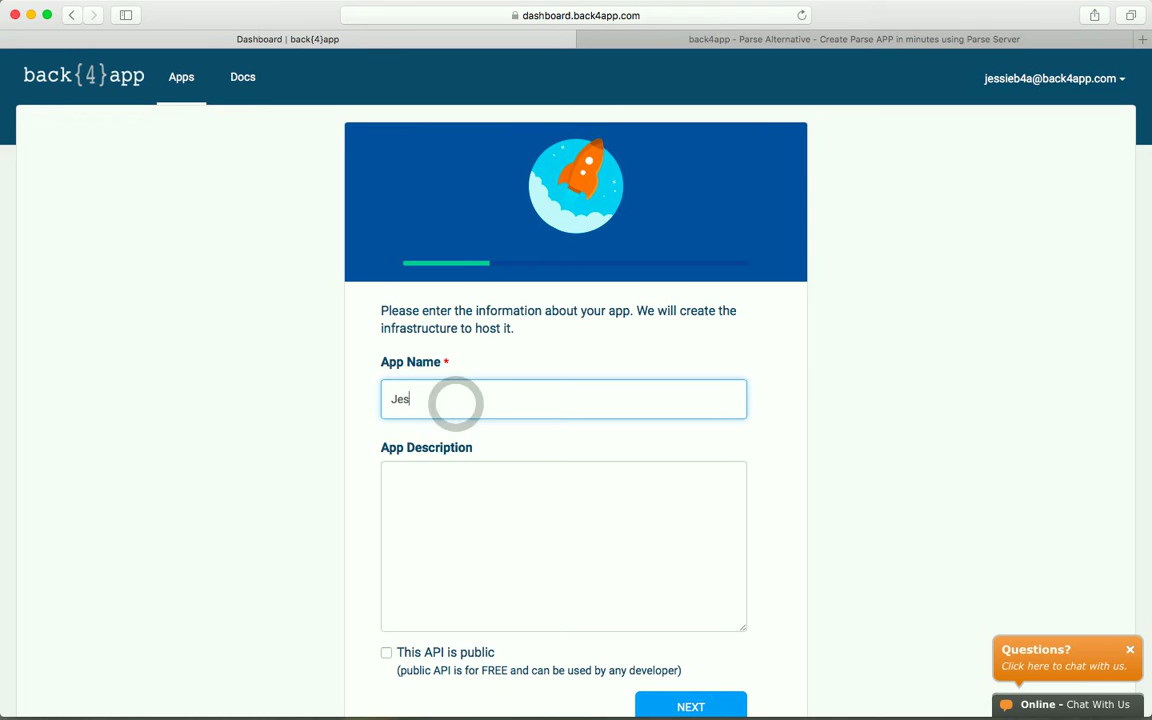 dashboard.back4app.com
Dashboard | back{4}app
back4app - Parse Alternative - Create Parse APP in minutes using Parse Server
back{4}app
Apps
Docs
jessieb4a@back4app.com
Please enter the information about your app. We will create the
infrastructure to host it.
App Name *
Jes
App Description
This API is public
(public API is for FREE and can be used by any developer)
NEXT
Questions?
Click here to chat with us.
Online - Chat With Us